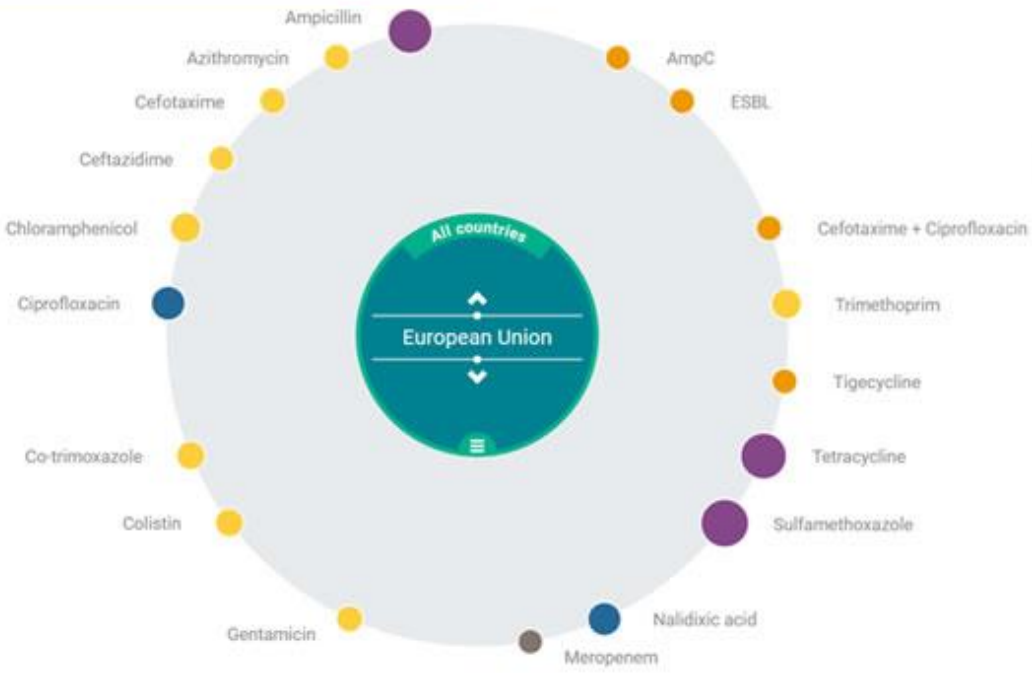 Ampicillin
Azithromycin
AmpC
Cefotaxime
ESBL
Ceftazidime
Chloramphenicol
Cefotaxime + Ciprofloxacin
All countries
Ciprofloxacin
Trimethoprim
European Union
Tigecycline
Co-trimoxazole
Tetracycline
Colistin
Sulfamethoxazole
Gentamicin
Nalidixic acid
Meropenem